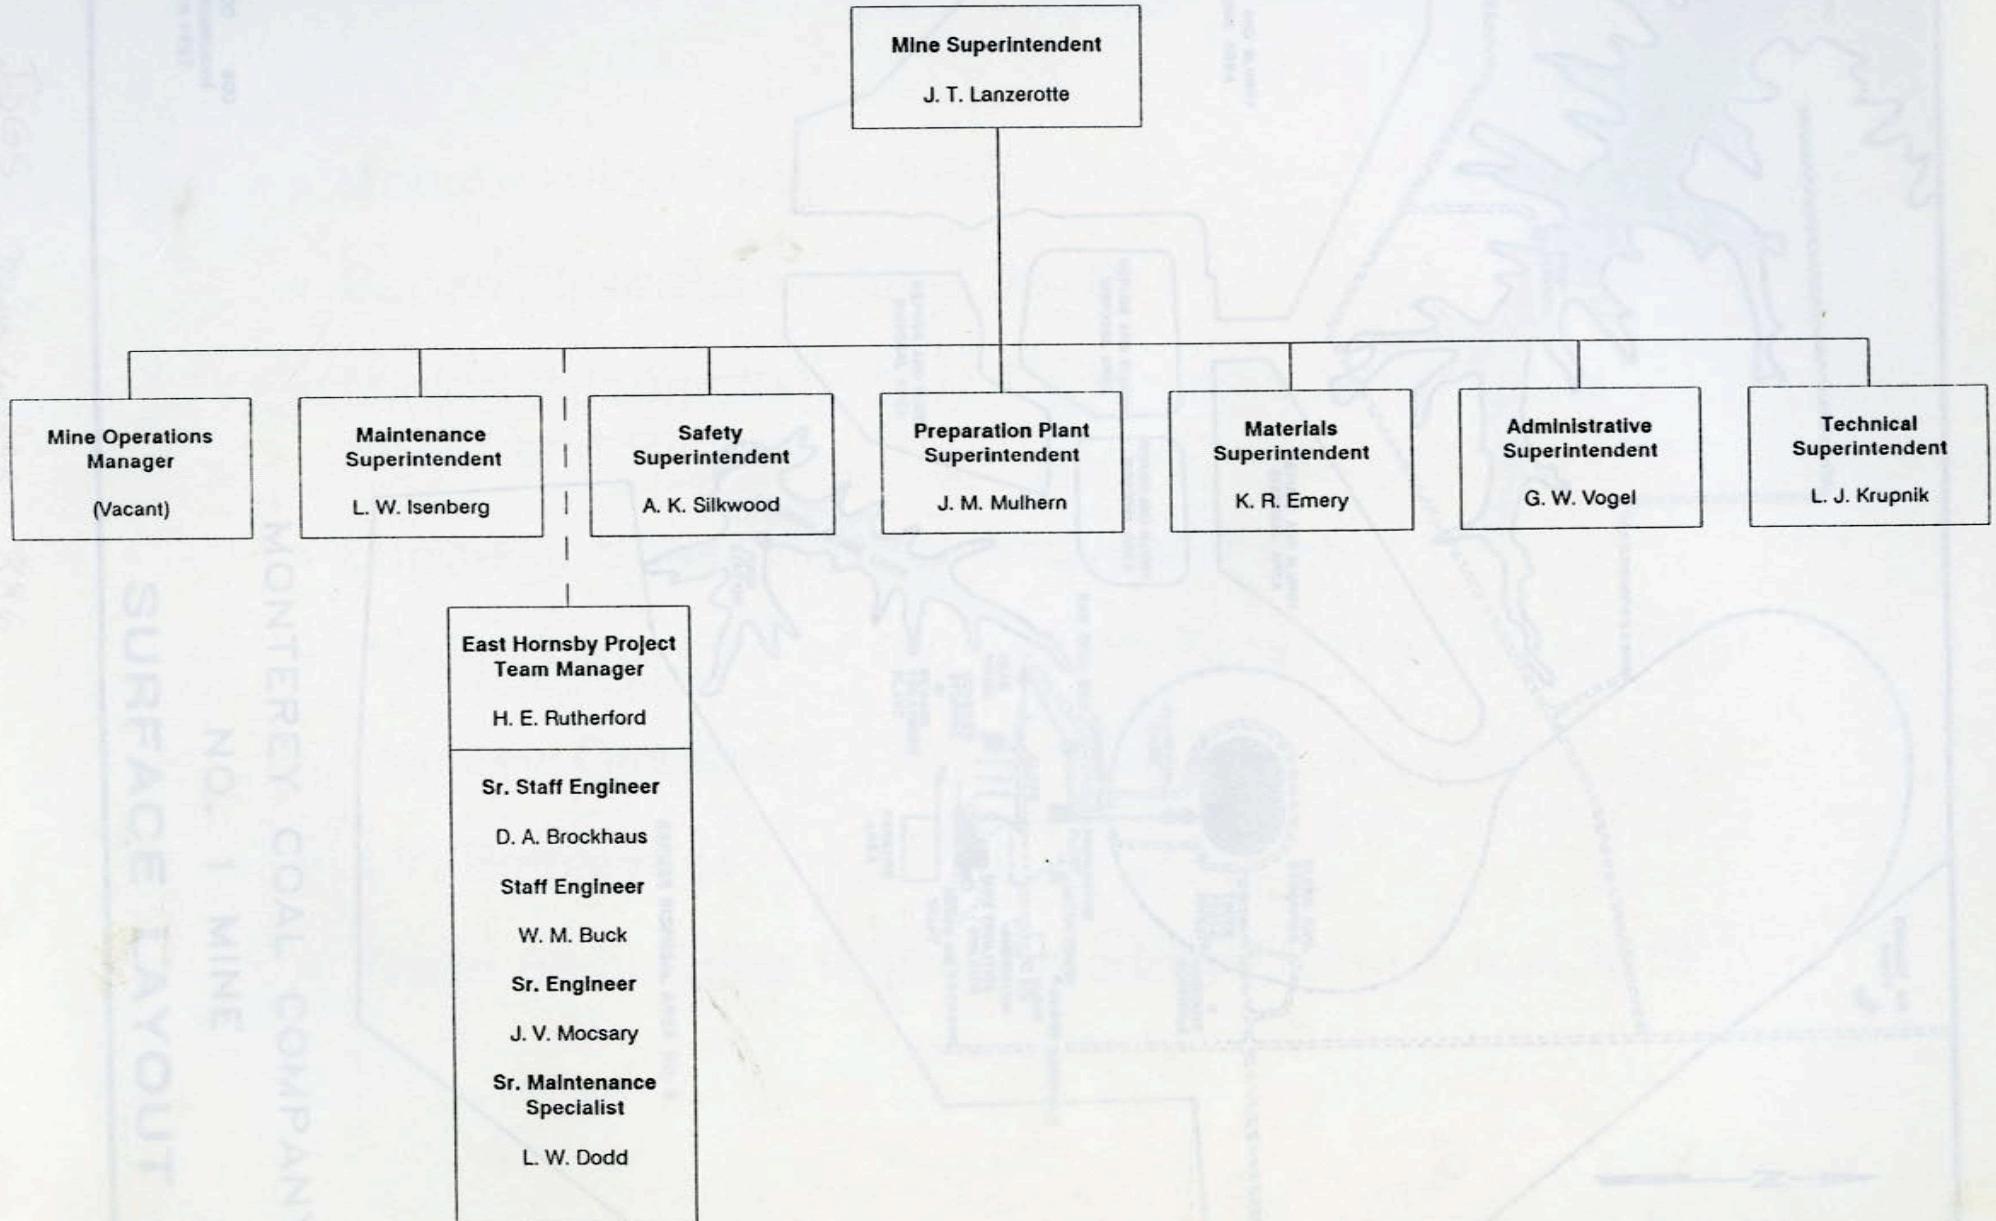 Mine Superintendent
J. T. Lanzerotte
Mine Operations
Manager
(Vacant)
Maintenance
Superintendent
L. W. Isenberg
Safety
Superintendent
A. K. Silkwood
Preparation Plant
Superintendent
J. M. Mulhern
Materials
Superintendent
K. R. Emery
Administrative
Superintendent
G. W. Vogel
Technical
Superintendent
L. J. Krupnik
East Hornsby Project
Team Manager
H. E. Rutherford
Sr. Staff Engineer
D. A. Brockhaus
Staff Engineer
W. M. Buck
Sr. Engineer
J. V. Mocsary
Sr. Maintenance
Specialist
L. W. Dodd
MONTEREY COAL COMPANY
NO. 1 MINE
SURFACE LAYOUT